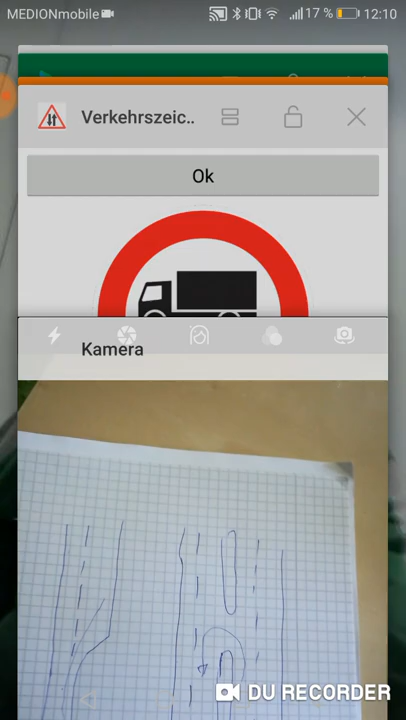 MEDIONmobile 17 % 12:10
Verkehrszeic..
Ok
Kamera
DU RECORDER